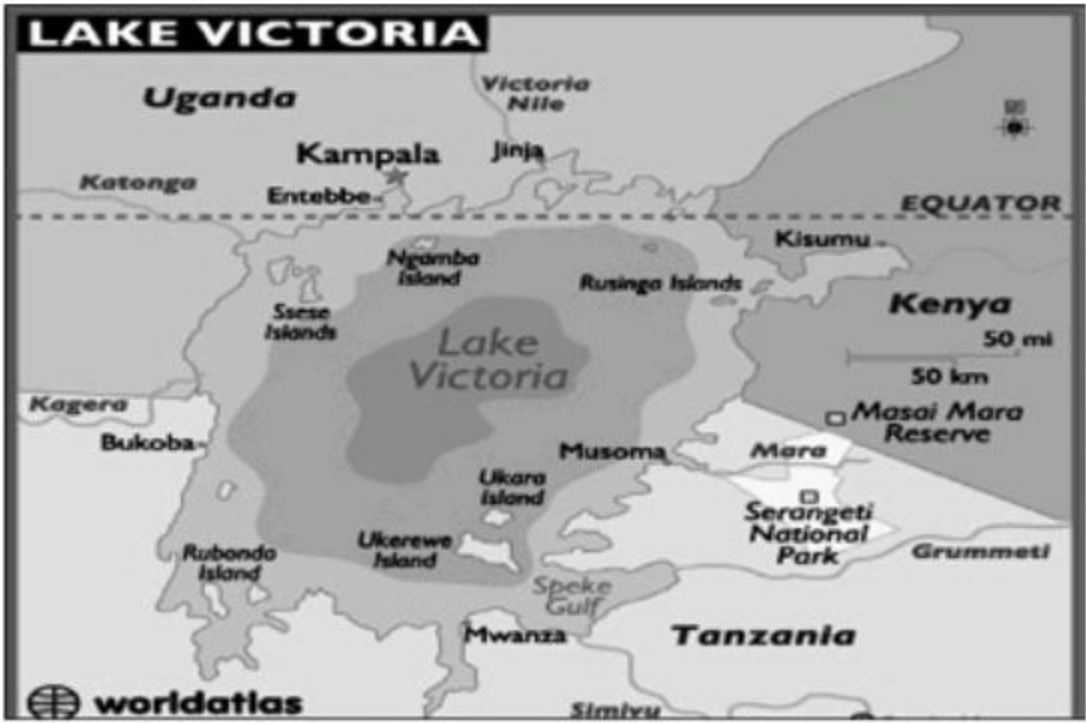 LAKE VICTORIA
Uganda
Victoria
Nile
Kampala
Jinja
Katonga
Entebbe
EQUATOR
Kisumu
Ngamba
Island
Rusinga Islands
Ssese
Islands
Kenya
Lake
Victoria
50 mi
50 km
Kagera
Masai Mara
Reserve
Bukoba
Musoma
Mara
Ukara
Island
Serangeti
National
Park
Ukerewe
Island
Rubondo
Island
Grummeti
Speke
Gulf
Mwanza
Tanzania
worldatlas
Simiyu